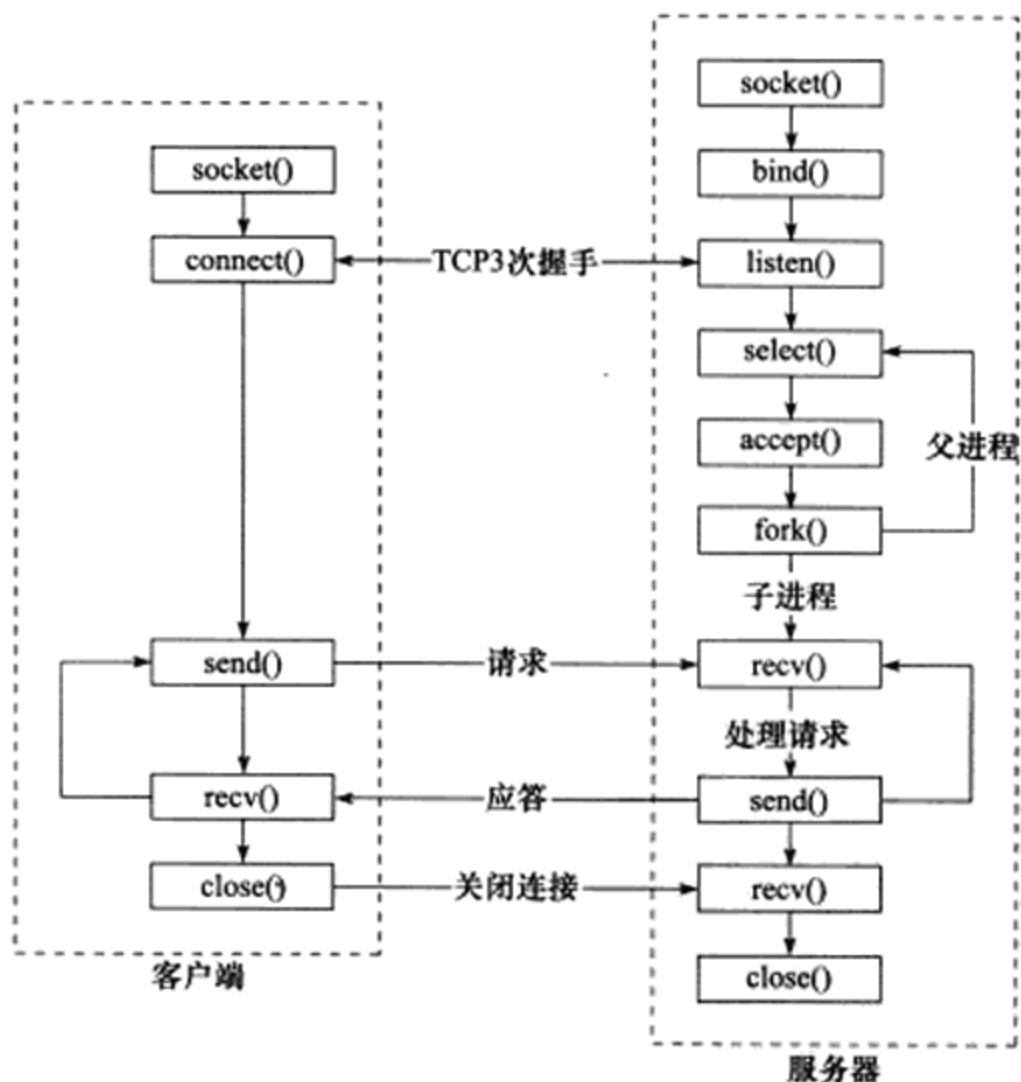 socket()
bind()
listen()
select()
accept()
父进程
fork()
子进程
recv()
处理请求
send()
recv()
close()
服务器
socket()
connect()
TCP3次握手
send()
请求
recv()
应答
close()
关闭连接
客户端